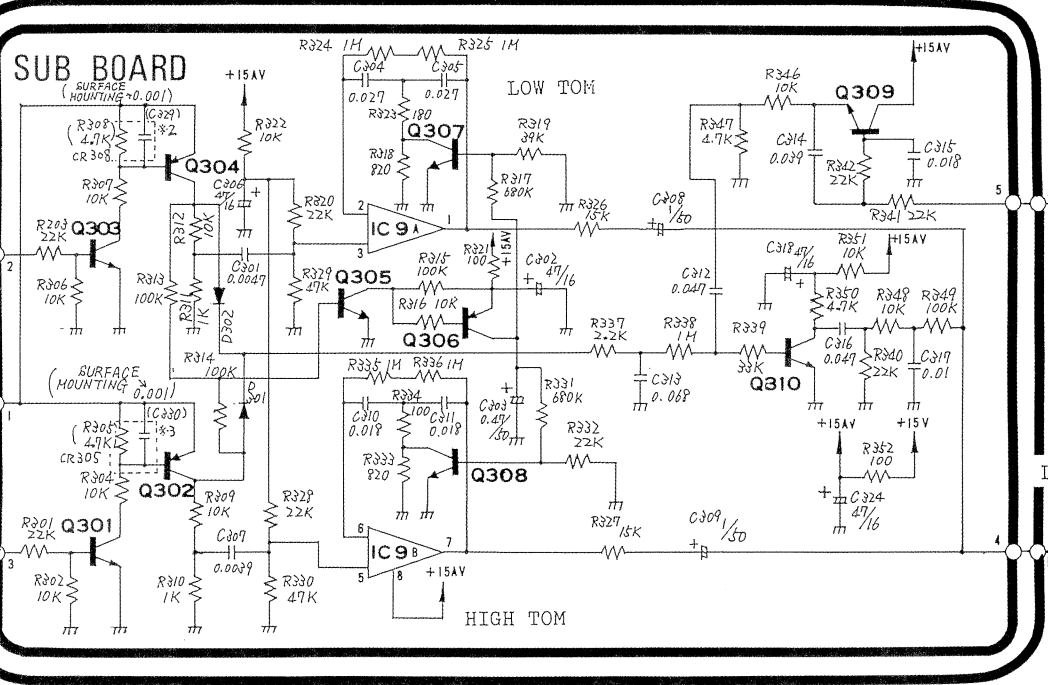 SUB BOARD
(SURFACE
MOUNTING 0.001)
+15AV
R308
(4.7K)
(C329)
※2
CR308
Q304
R307
10K
R203
22K
Q303
R306
10K
2
R322
10K
C306
47/16
R312
10K
R313
100K
R311
1K
C301
0.0047
D302
R320
22K
R329
47K
R324 1M
R325 1M
C304
0.027
C305
0.027
R323 180
LOW TOM
Q307
R318
820
R319
39K
R317
680K
2
3
1
IC9A
R326
15K
C308
1/50
R321
100
+15AV
C302
47/16
Q305
R315
100K
R316 10K
Q306
R346
10K
Q309
+15AV
R347
4.7K
C314
0.039
R342
22K
C315
0.018
R341 22K
5
C312
0.047
C318 47/16
R351
10K
+15AV
R350
4.7K
R348
10K
R349
100K
R337
2.2K
R338
1M
R339
33K
Q310
C316
0.047
R340
22K
C317
0.01
C313
0.068
R314
100K
D
301
(SURFACE
MOUNTING 0.001)
1
R305
(4.7K)
(C330)
※3
CR305
R304
10K
Q302
R301
22K
Q301
R302
10K
3
R309
10K
C307
0.0039
R310
1K
R328
22K
R330
47K
R335 1M
R336 1M
R334
100
C310
0.018
C311
0.018
R333
820
Q308
C303
0.47/50
R331
680K
R332
22K
6
5
7
8
IC9B
+15AV
HIGH TOM
R327
15K
C309 1/50
+15AV
+15V
R352
100
C324
47/16
4
I